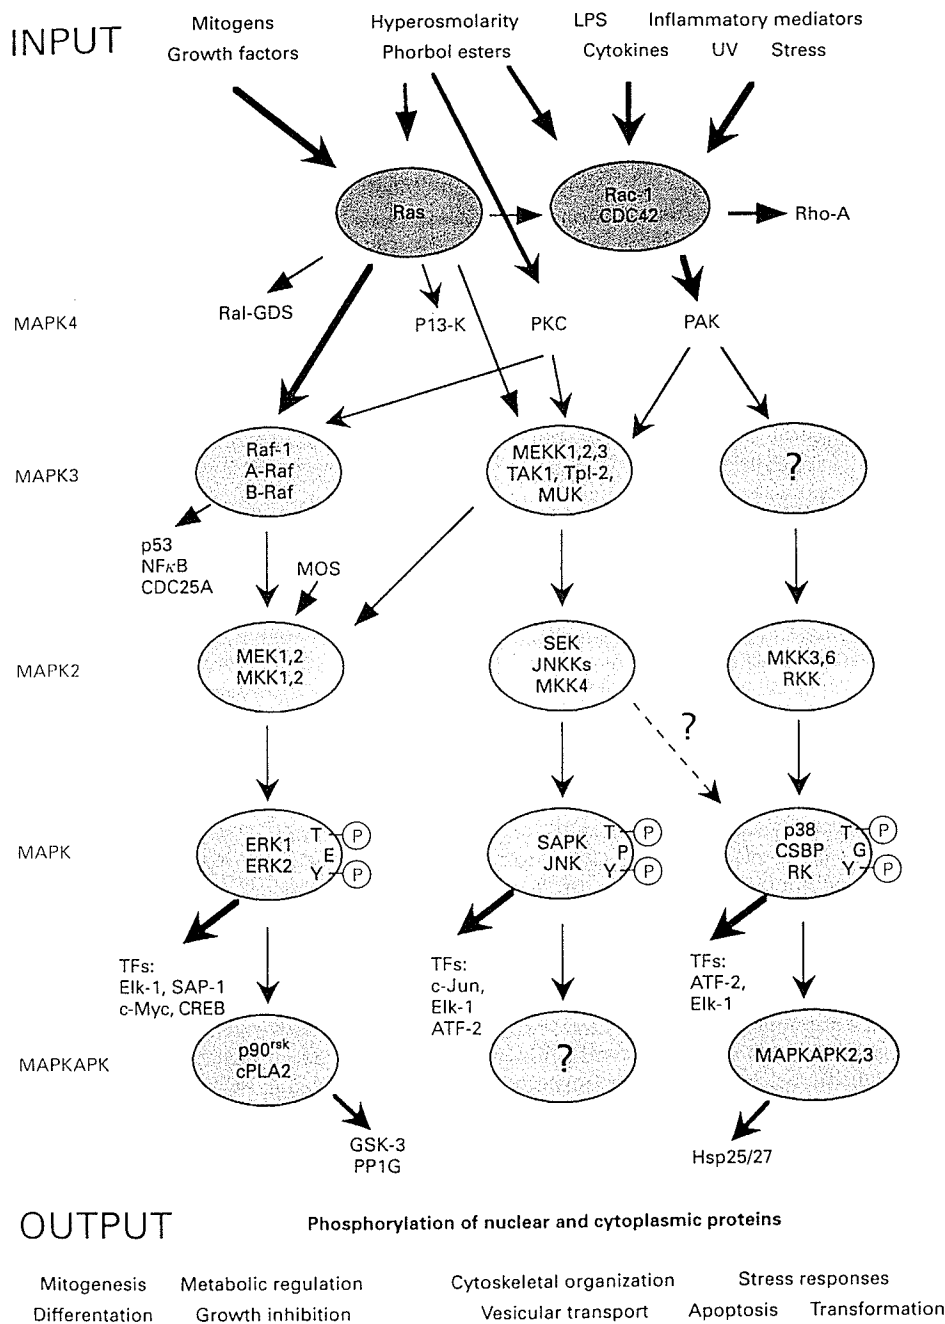 INPUT
Mitogens
Growth factors
Hyperosmolarity
Phorbol esters
LPS
Inflammatory mediators
Cytokines
UV
Stress
Ras
Rac-1
CDC42
Rho-A
MAPK4
Ral-GDS
P13-K
PKC
PAK
MAPK3
Raf-1
A-Raf
B-Raf
MEKK1,2,3
TAK1, Tpl-2,
MUK
?
p53
NFκB
CDC25A
MOS
MAPK2
MEK1,2
MKK1,2
SEK
JNKKs
MKK4
MKK3,6
RKK
?
MAPK
ERK1
ERK2
T P
E
Y P
SAPK
JNK
T P
P
Y P
p38
CSBP
RK
T P
G
Y P
TFs:
Elk-1, SAP-1
c-Myc, CREB
TFs:
c-Jun,
Elk-1
ATF-2
TFs:
ATF-2,
Elk-1
MAPKAPK
p90rsk
cPLA2
?
MAPKAPK2,3
GSK-3
PP1G
Hsp25/27
OUTPUT
Phosphorylation of nuclear and cytoplasmic proteins
Mitogenesis Metabolic regulation Cytoskeletal organization Stress responses
Differentation Growth inhibition Vesicular transport Apoptosis Transformation